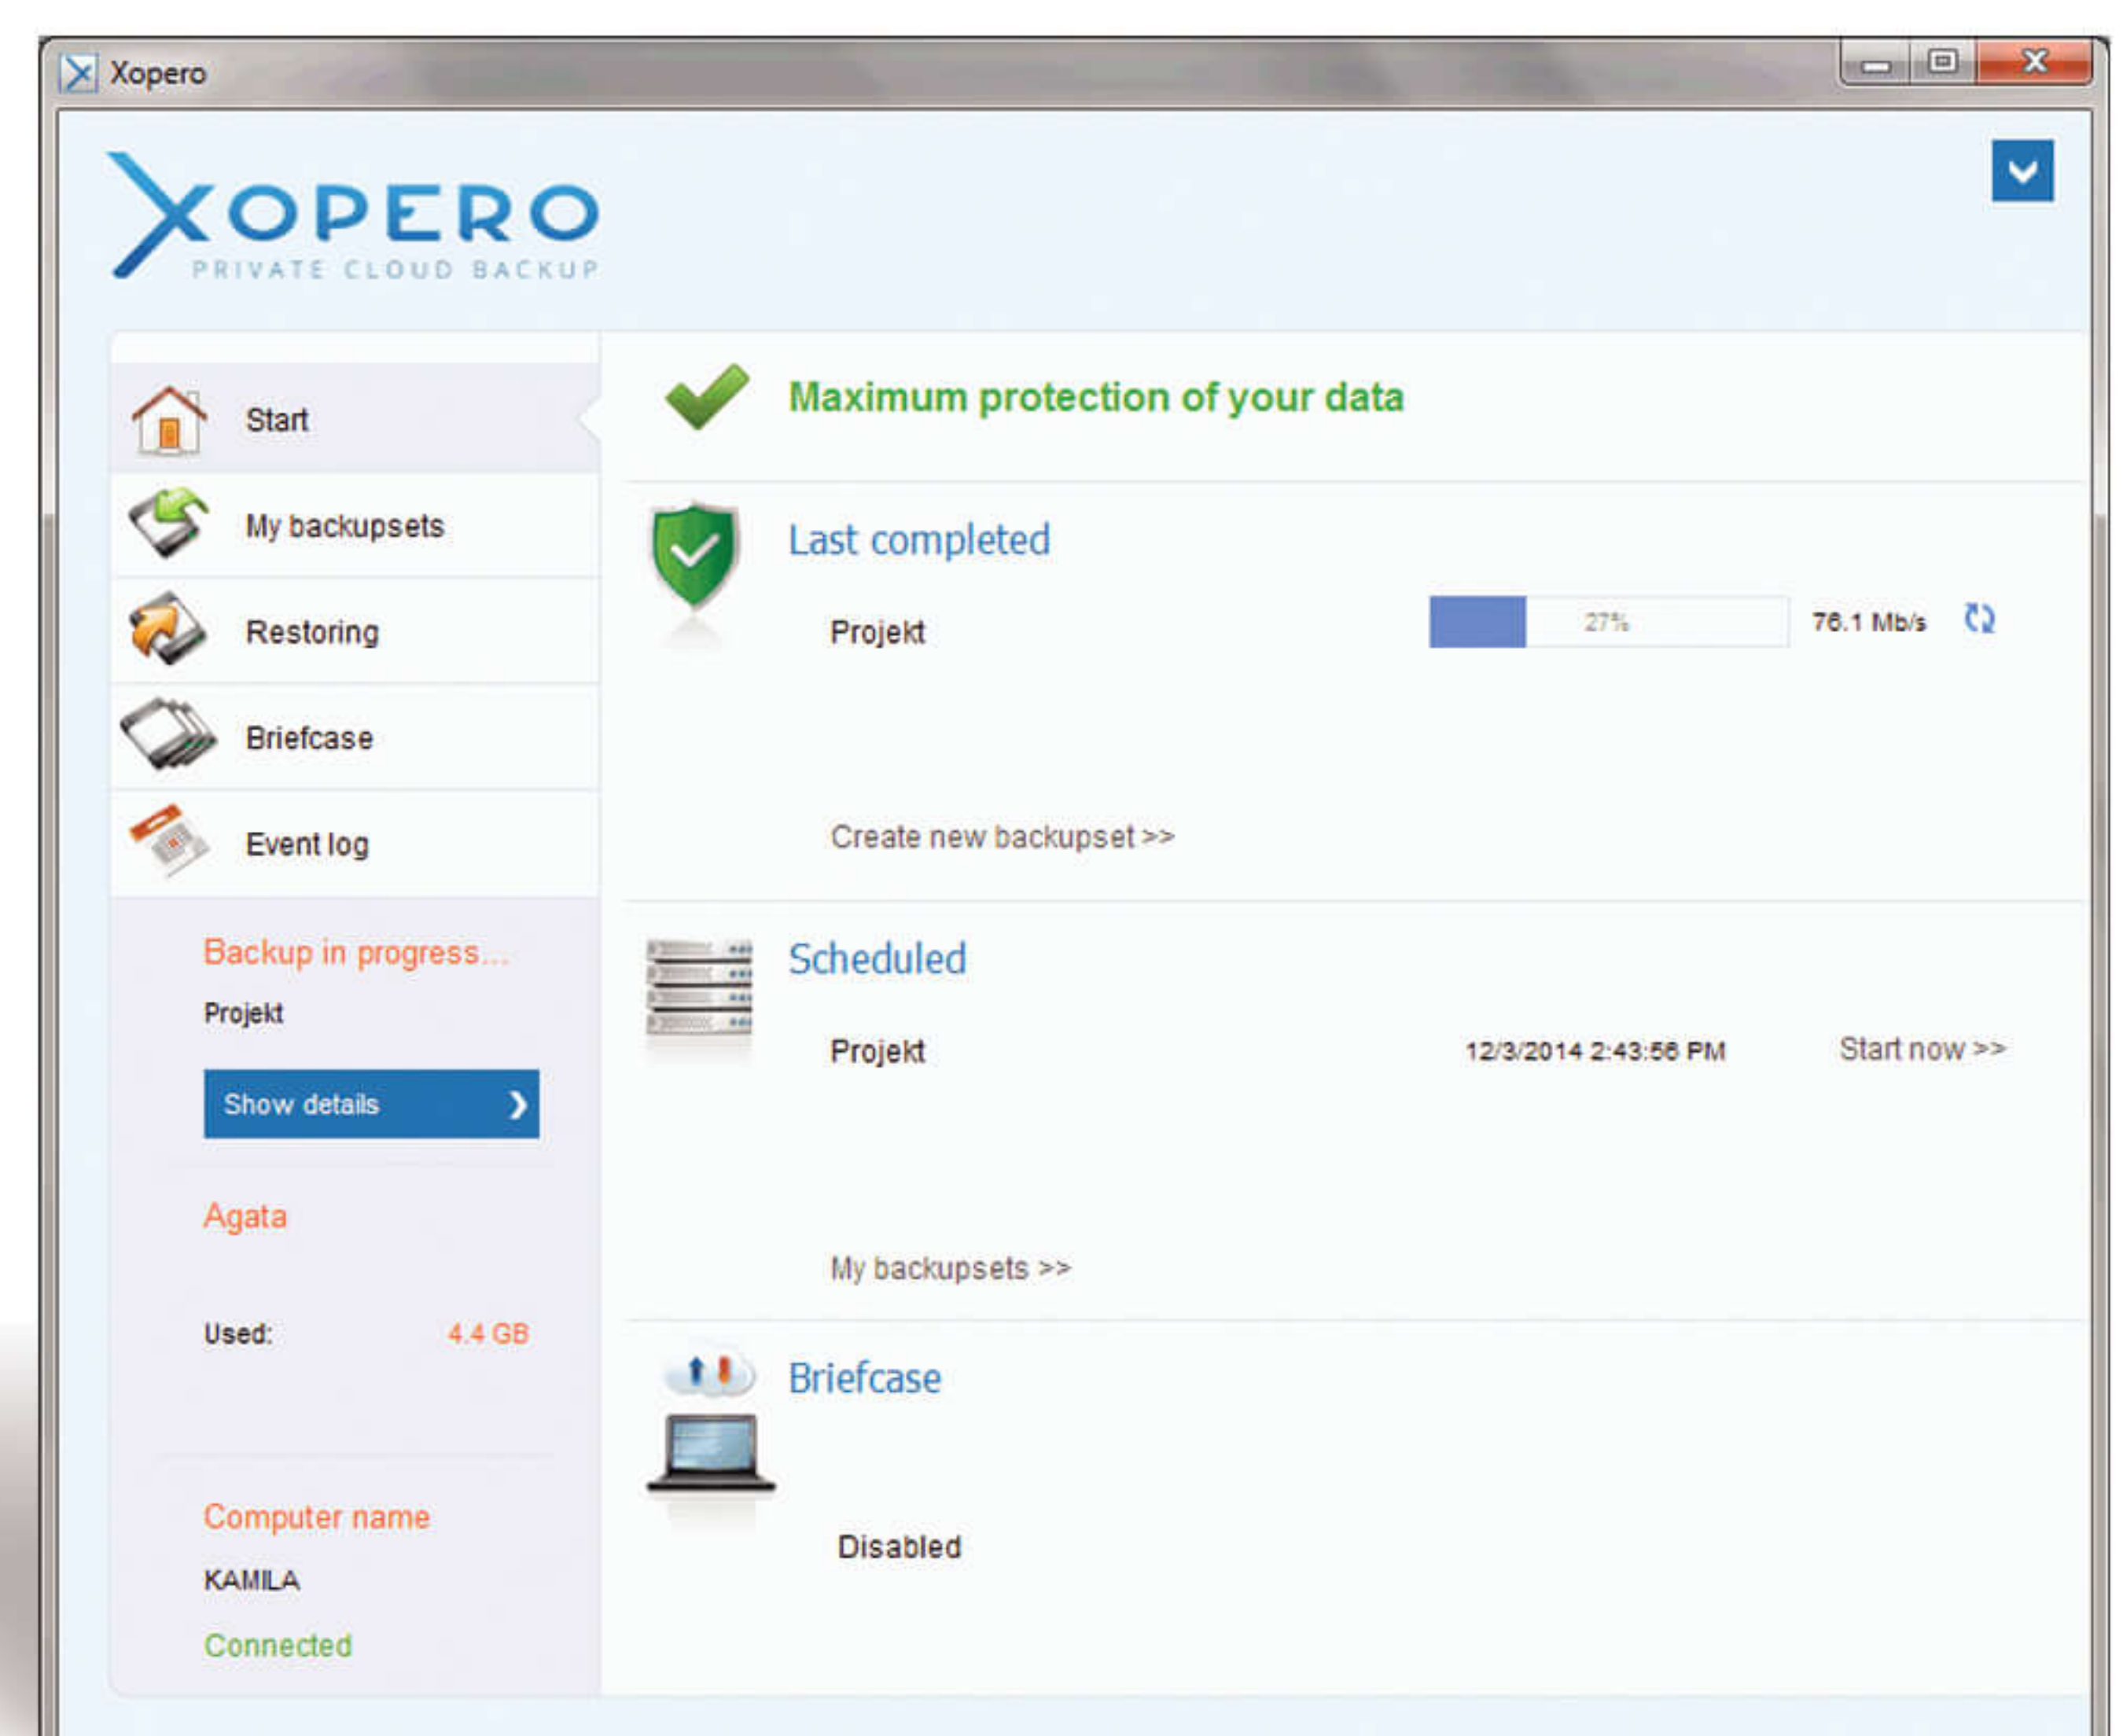 Xopero
XOPERO
PRIVATE CLOUD BACKUP
Start
My backupsets
Restoring
Briefcase
Event log
Backup in progress...
Projekt
Show details
Agata
Used: 4.4 GB
Computer name
KAMILA
Connected
Maximum protection of your data
Last completed
Projekt 27% 76.1 Mb/s
Create new backupset >>
Scheduled
Projekt 12/3/2014 2:43:56 PM Start now >>
My backupsets >>
Briefcase
Disabled